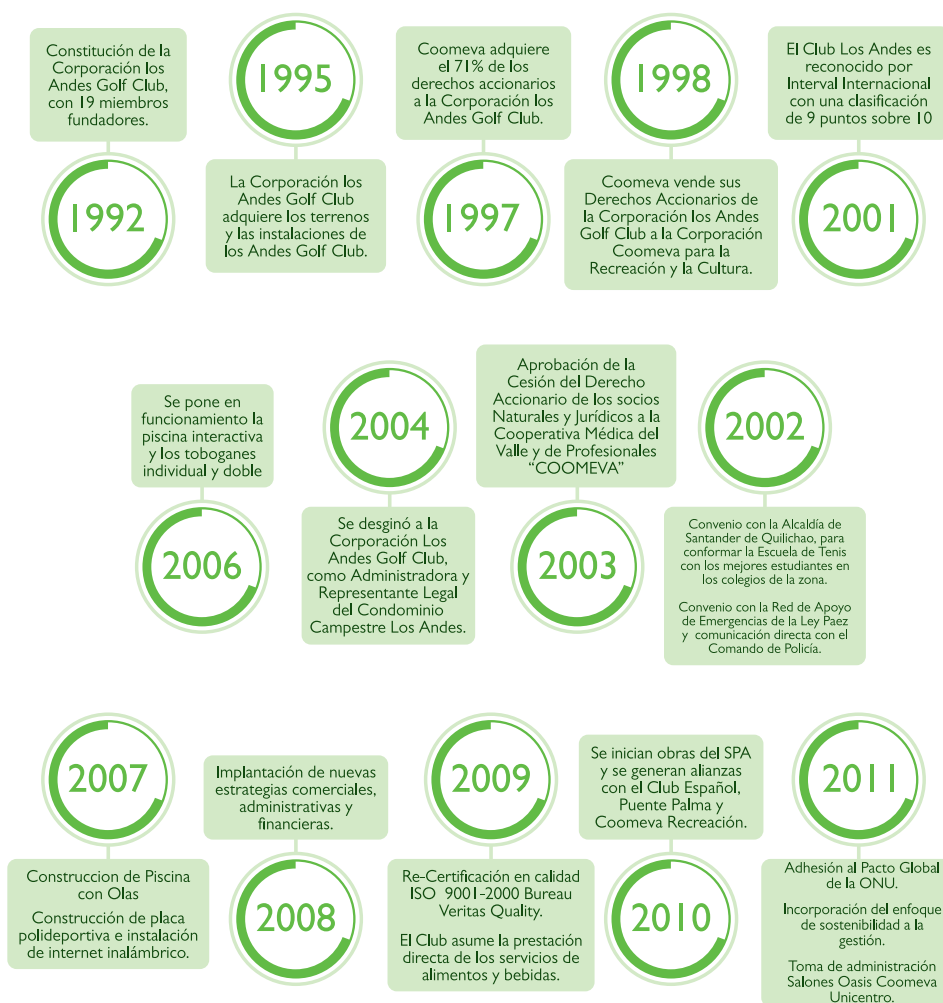 Constitución de la
Corporación los
Andes Golf Club,
con 19 miembros
fundadores.
1992
1995
La Corporación los
Andes Golf Club
adquiere los terrenos
y las instalaciones de
los Andes Golf Club.
Coomeva adquiere
el 71% de los
derechos accionarios
a la Corporación los
Andes Golf Club.
1997
1998
Coomeva vende sus
Derechos Accionarios de
la Corporación los Andes
Golf Club a la Corporación
Coomeva para la
Recreación y la Cultura.
El Club Los Andes es
reconocido por
Interval Internacional
con una clasificación
de 9 puntos sobre 10
2001
Se pone en
funcionamiento la
piscina interactiva
y los toboganes
individual y doble
2006
2004
Se desginó a la
Corporación Los
Andes Golf Club,
como Administradora y
Representante Legal
del Condominio
Campestre Los Andes.
Aprobación de la
Cesión del Derecho
Accionario de los socios
Naturales y Jurídicos a la
Cooperativa Médica del
Valle y de Profesionales
“COOMEVA”
2003
2002
Convenio con la Alcaldía de
Santander de Quilichao, para
conformar la Escuela de Tenis
con los mejores estudiantes en
los colegios de la zona.
Convenio con la Red de Apoyo
de Emergencias de la Ley Paez
y comunicación directa con el
Comando de Policía.
2007
Construccion de Piscina
con Olas
Construcción de placa
polideportiva e instalación
de internet inalámbrico.
Implantación de nuevas
estrategias comerciales,
administrativas y
financieras.
2008
2009
Re-Certificación en calidad
ISO 9001-2000 Bureau
Veritas Quality.
El Club asume la prestación
directa de los servicios de
alimentos y bebidas.
Se inician obras del SPA
y se generan alianzas
con el Club Español,
Puente Palma y
Coomeva Recreación.
2010
2011
Adhesión al Pacto Global
de la ONU.
Incorporación del enfoque
de sostenibilidad a la
gestión.
Toma de administración
Salones Oasis Coomeva
Unicentro.